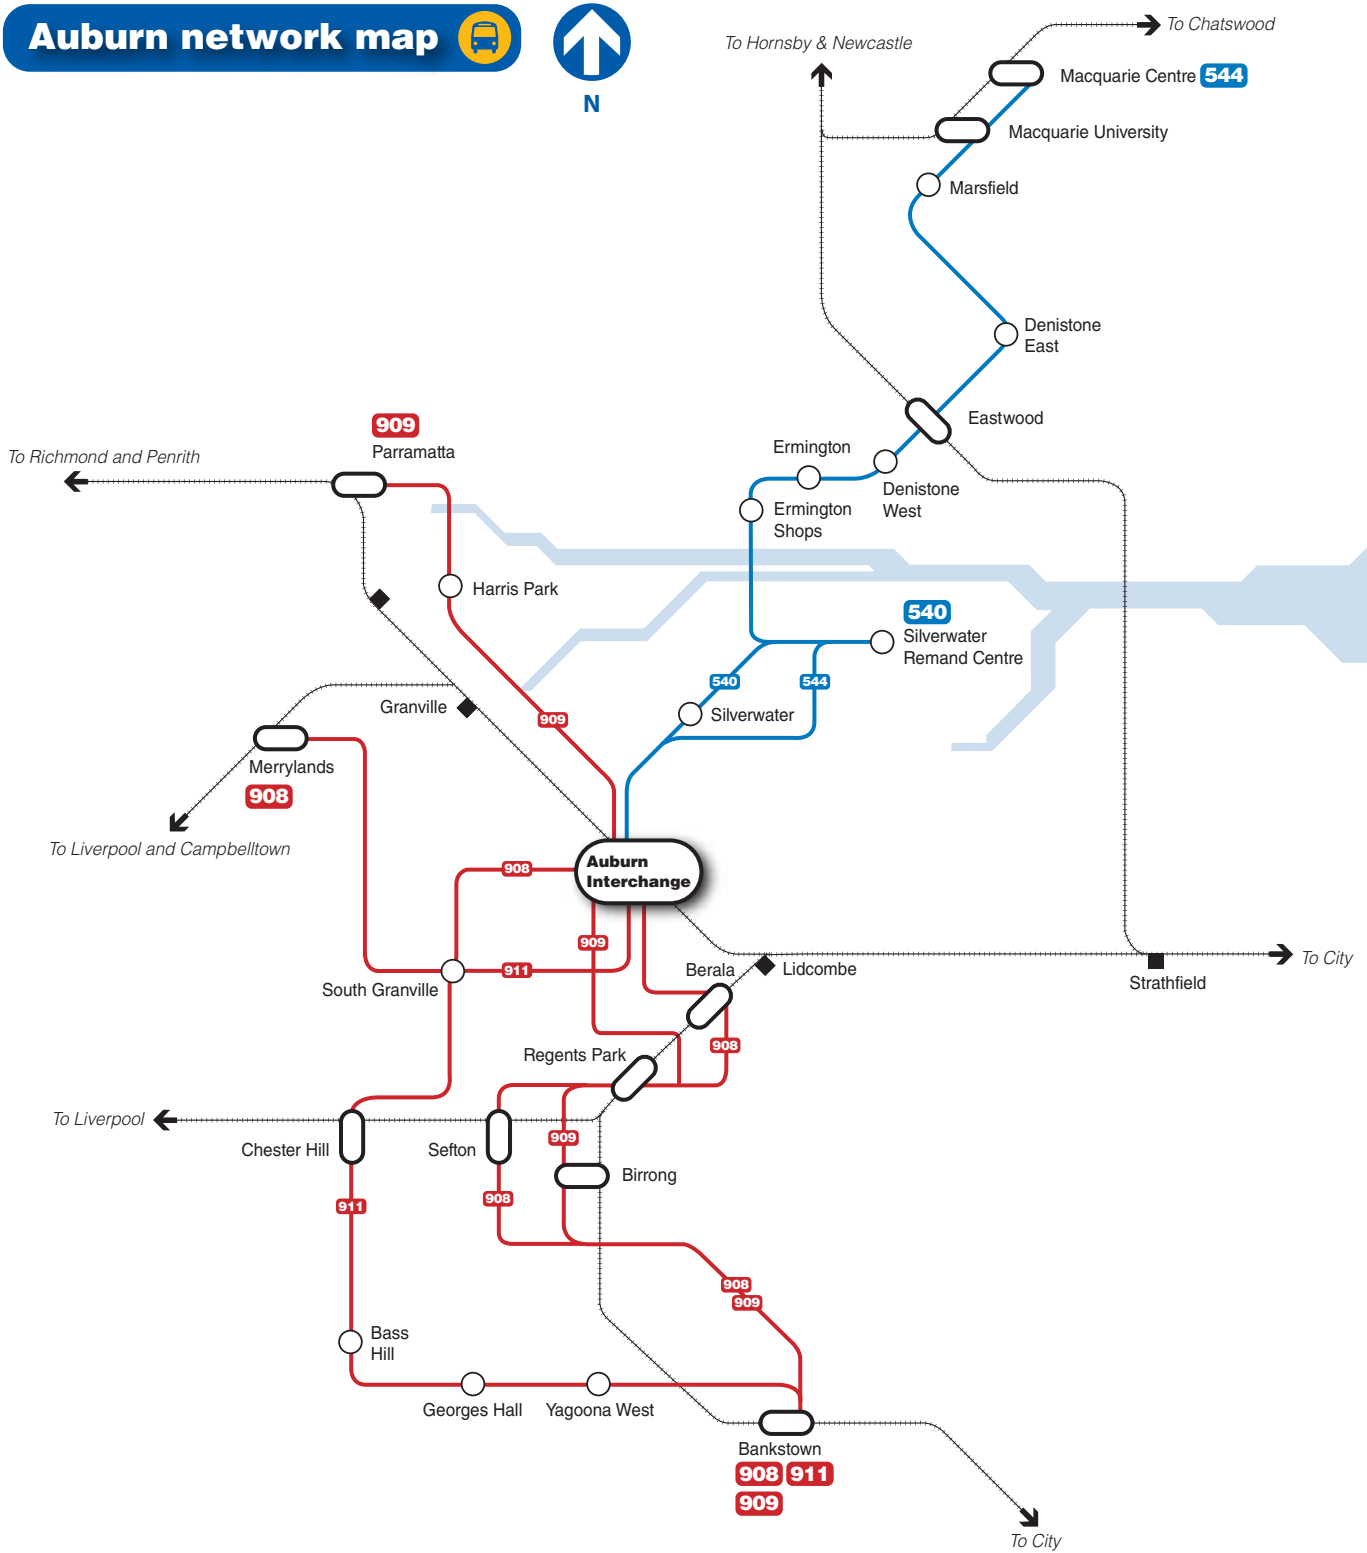 Auburn network map
N
To Chatswood
To Hornsby & Newcastle
Macquarie Centre 544
Macquarie University
Marsfield
Denistone
East
Eastwood
909
Parramatta
To Richmond and Penrith
Ermington
Denistone
West
Ermington
Shops
Harris Park
540
Silverwater
Remand Centre
540
544
Granville
909
Silverwater
Merrylands
908
To Liverpool and Campbelltown
908
Auburn
Interchange
909
911
South Granville
Berala
Lidcombe
To City
Strathfield
908
Regents Park
To Liverpool
Chester Hill
Sefton
909
Birrong
911
908
908
909
Bass
Hill
Georges Hall
Yagoona West
Bankstown
908 911
909
To City